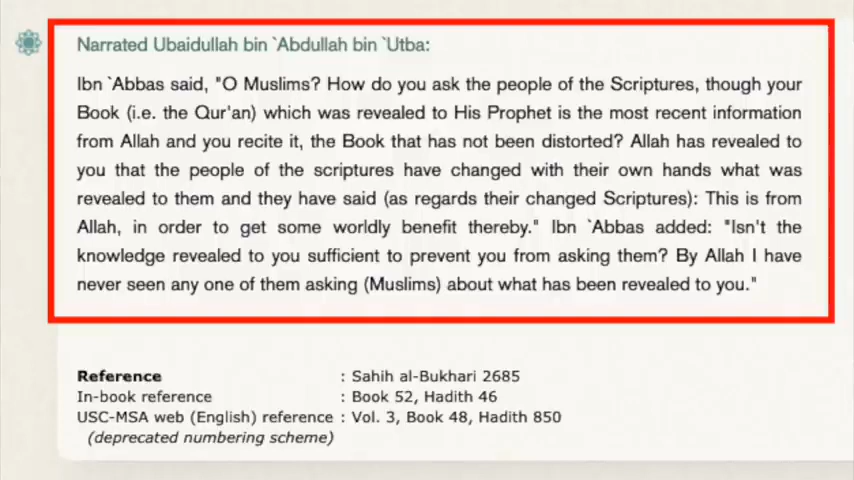 Narrated Ubaidullah bin `Abdullah bin `Utba:
Ibn `Abbas said, "O Muslims? How do you ask the people of the Scriptures, though your
Book (i.e. the Qur'an) which was revealed to His Prophet is the most recent information
from Allah and you recite it, the Book that has not been distorted? Allah has revealed to
you that the people of the scriptures have changed with their own hands what was
revealed to them and they have said (as regards their changed Scriptures): This is from
Allah, in order to get some worldly benefit thereby." Ibn `Abbas added: "Isn't the
knowledge revealed to you sufficient to prevent you from asking them? By Allah I have
never seen any one of them asking (Muslims) about what has been revealed to you."
Reference : Sahih al-Bukhari 2685
In-book reference : Book 52, Hadith 46
USC-MSA web (English) reference : Vol. 3, Book 48, Hadith 850
(deprecated numbering scheme)